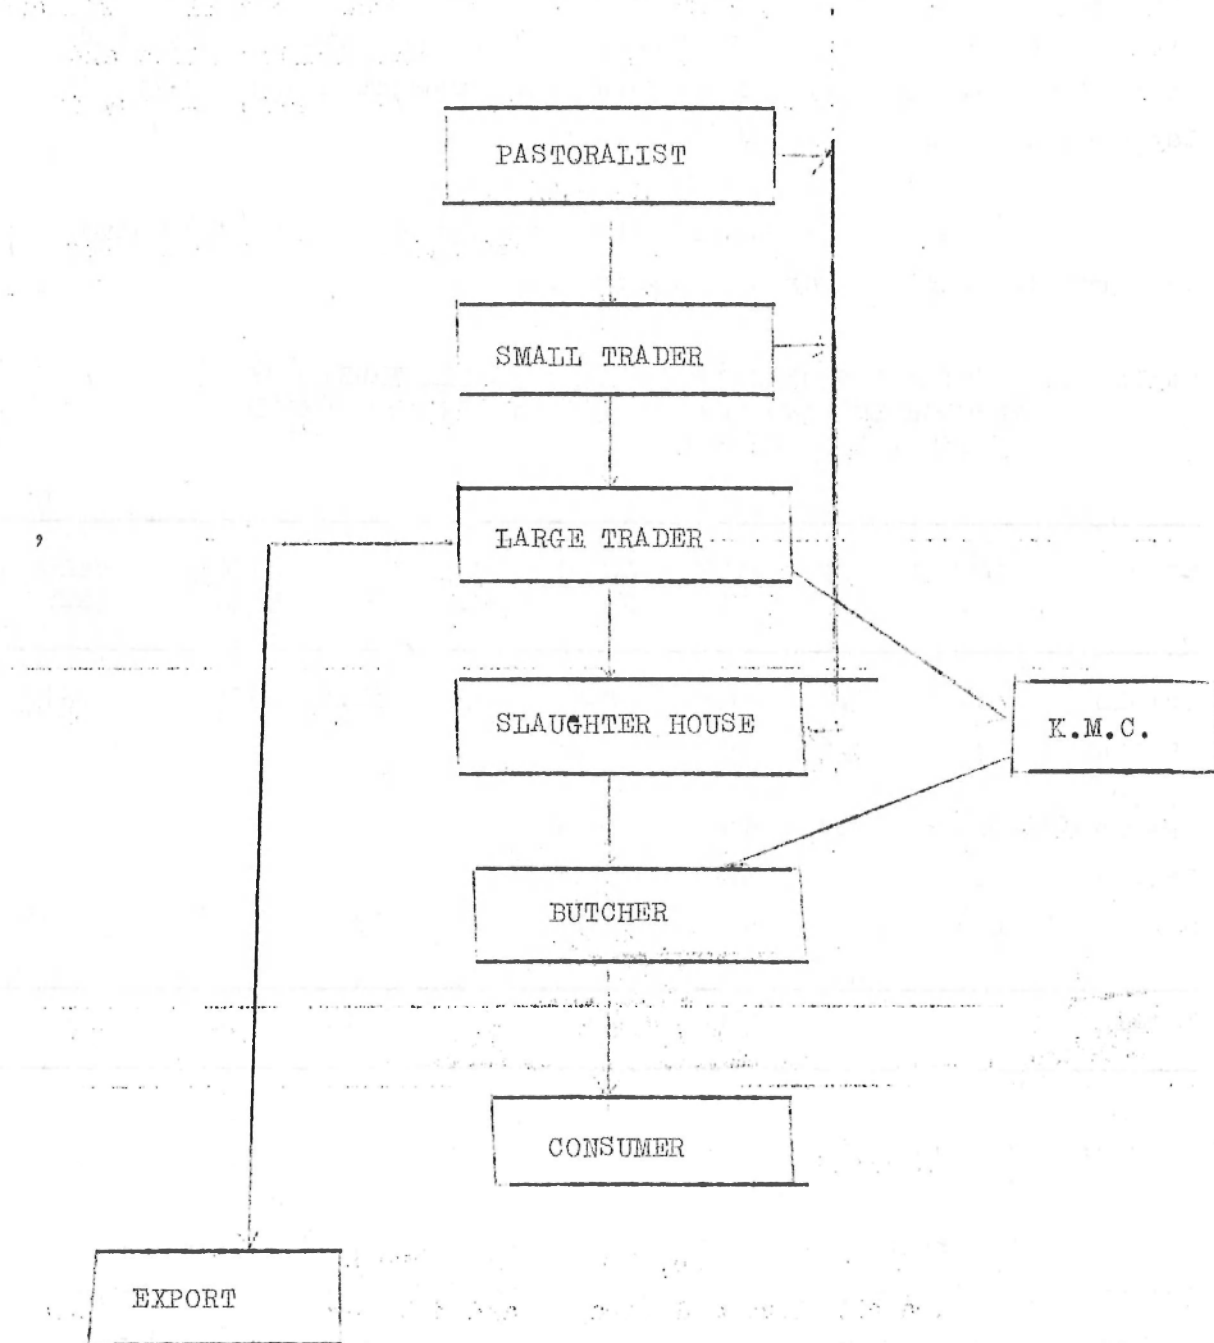 PASTORALIST
SMALL TRADER
LARGE TRADER
SLAUGHTER HOUSE
K.M.C.
BUTCHER
CONSUMER
EXPORT